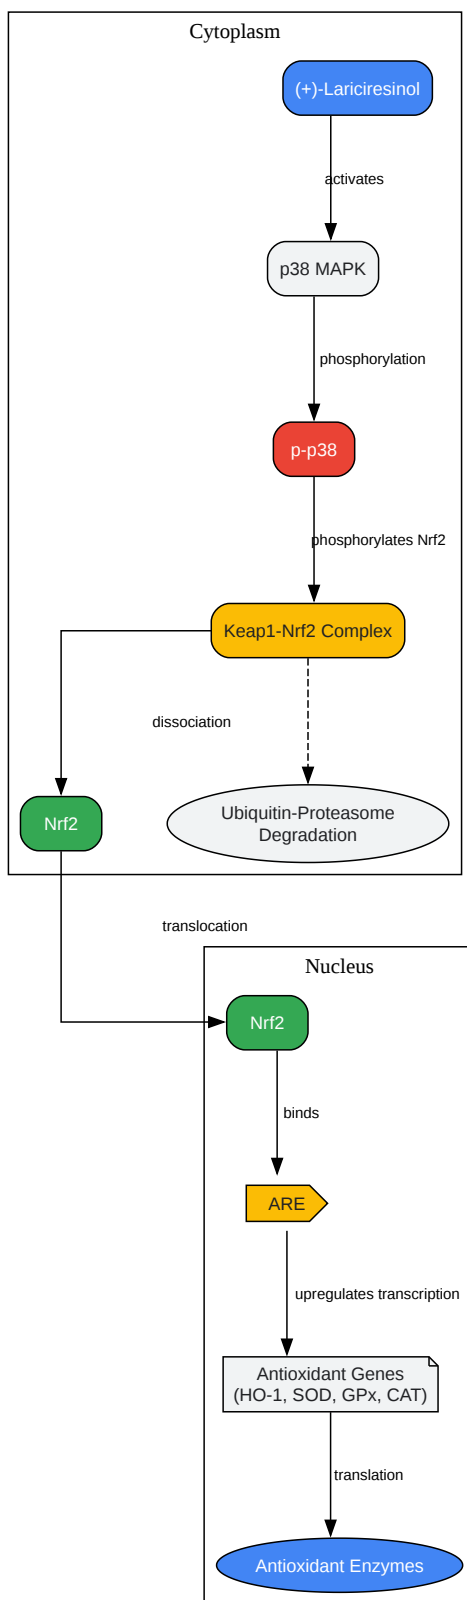 Cytoplasm
(+)-Lariciresinol
activates
p38 MAPK
phosphorylation
p-p38
phosphorylates Nrf2
Keap1-Nrf2 Complex
dissociation
Nrf2
Ubiquitin-Proteasome
Degradation
translocation
Nucleus
Nrf2
binds
ARE
upregulates transcription
Antioxidant Genes
(HO-1, SOD, GPx, CAT)
translation
Antioxidant Enzymes